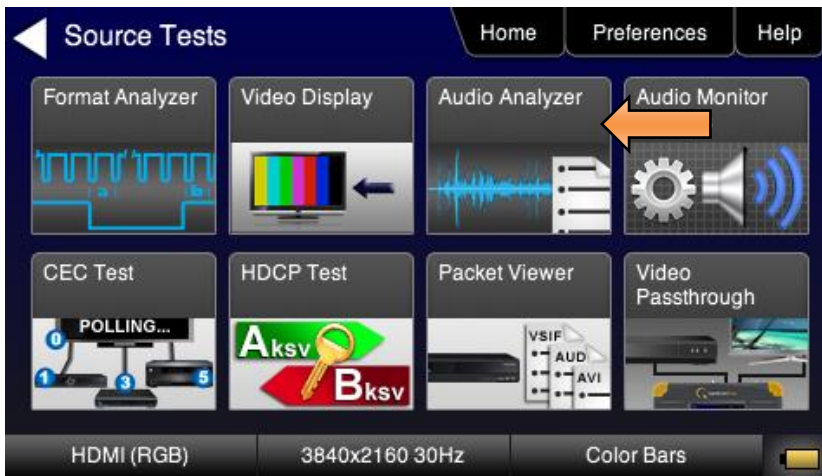 Source Tests
Home
Preferences
Help
Format Analyzer
Video Display
Audio Analyzer
Audio Monitor
a
b
CEC Test
HDCP Test
Packet Viewer
Video
Passthrough
POLLING...
0
1
3
5
Aksv
Bksv
VSIF
AUD
AVI
HDMI (RGB)
3840x2160 30Hz
Color Bars